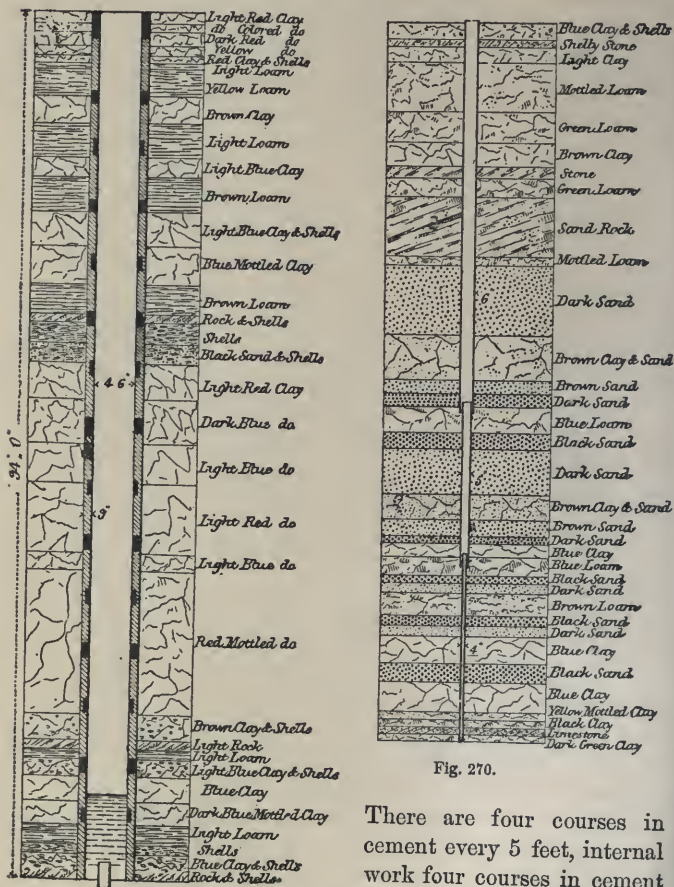 Light Red Clay
do Colored do
Dark Red do
Yellow do
Red Clay & Shells
Light Loam
Yellow Loam
Brown Clay
Light Loam
Light Blue Clay
Brown Loam
Light Blue Clay & Shells
Blue Mottled Clay
Brown Loam
Rock & Shells
Shells
Black Sand & Shells
4.6"
Light Red Clay
Dark Blue do
94'. 0"
Light Blue do
9"
Light Red do
Light Blue do
Red Mottled do
Brown Clay & Shells
Light Rock
Light Loam
Light Blue Clay & Shells
Blue Clay
Dark Blue Mottled Clay
Light Loam
Shells
Blue Clay & Shells
Rock & Shells
Blue Clay & Shells
Shelby Stone
Light Clay
Mottled Loam
Green Loam
Brown Clay
Stone
Green Loam
Sand Rock
Mottled Loam
6
Dark Sand
Brown Clay & Sand
Brown Sand
Dark Sand
Blue Loam
Black Sand
Dark Sand
5
Brown Clay & Sand
Brown Sand
Dark Sand
Blue Clay
Blue Loam
Black Sand
Dark Sand
Brown Loam
Black Sand
Dark Sand
4
Blue Clay
Black Sand
Blue Clay
Yellow Mottled Clay
Black Clay
Limestone
Dark Green Clay
Fig. 270.
There are four courses in
cement every 5 feet, internal
work four courses in cement